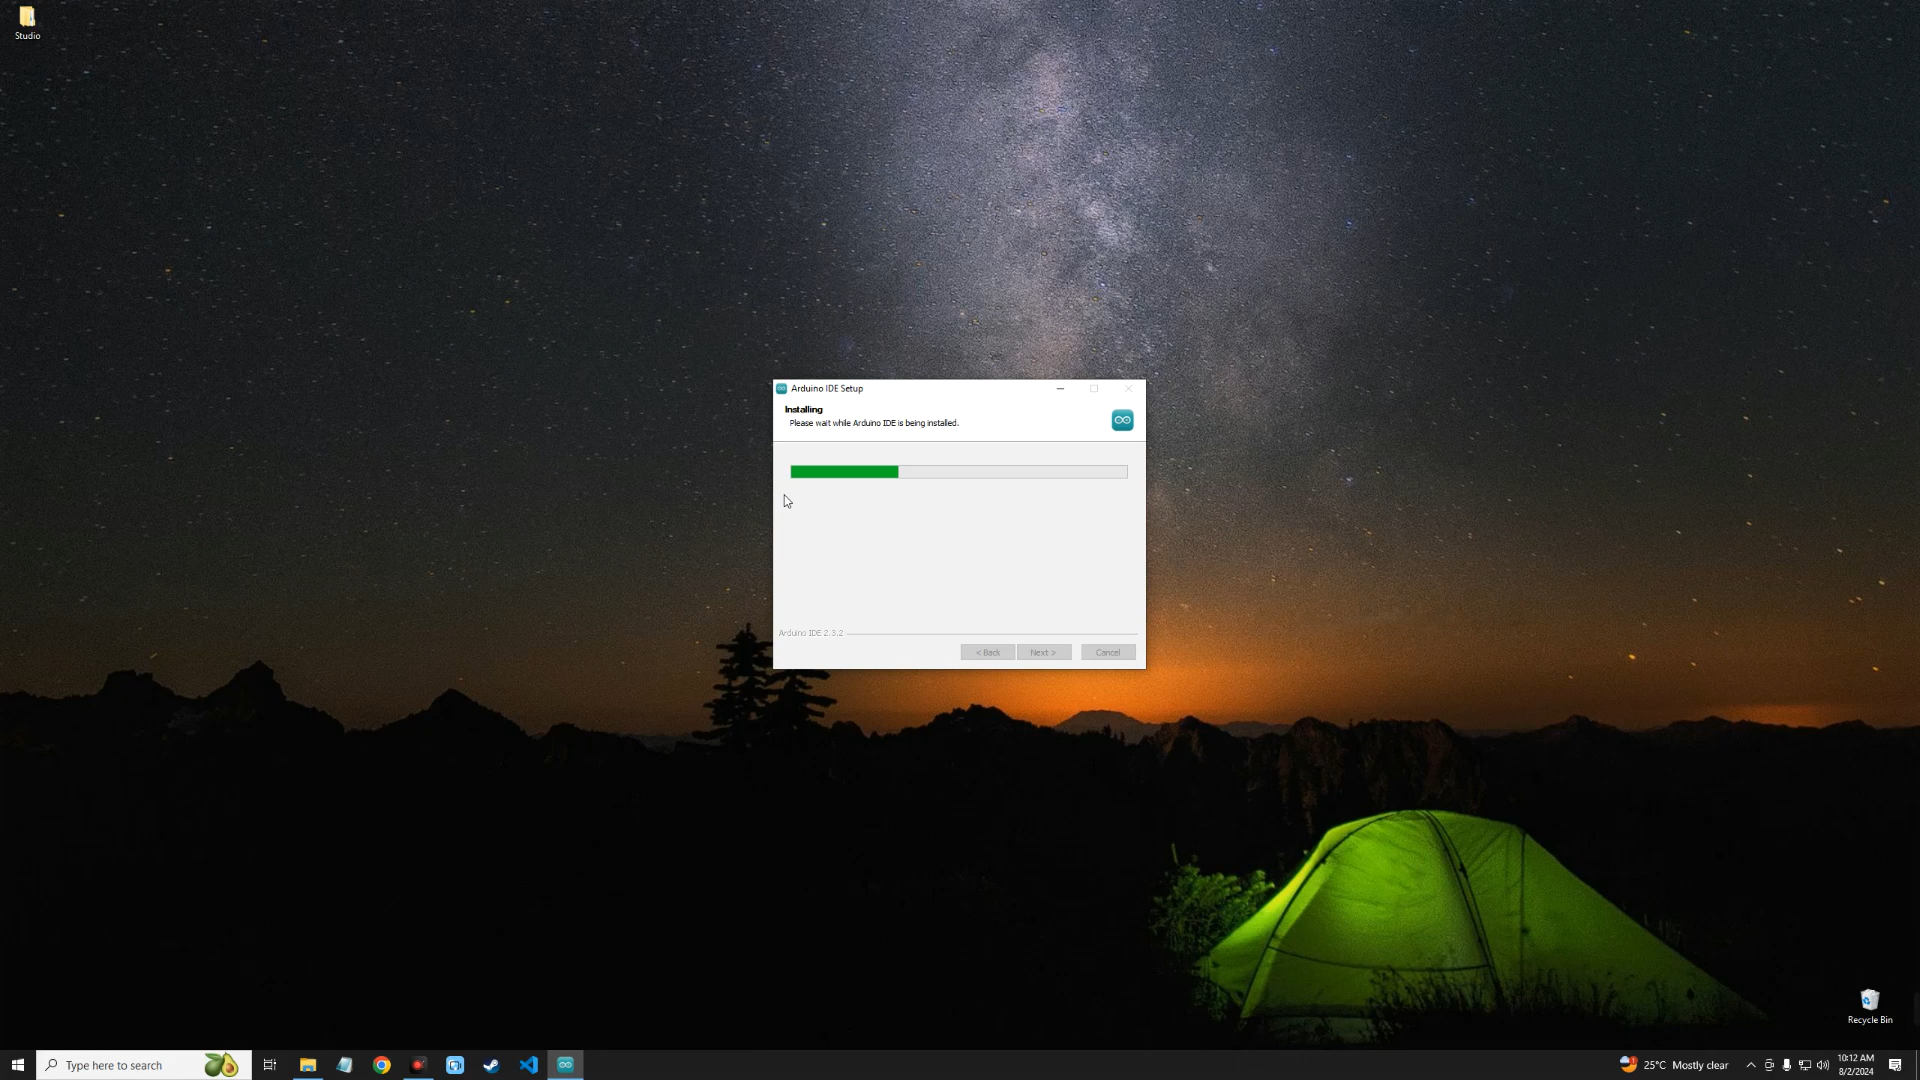 Studio
Arduino IDE Setup
Installing
Please wait while Arduino IDE is being installed.
Arduino IDE 2.3.2
< Back
Next >
Cancel
Recycle Bin
Type here to search
25°C Mostly clear
10:12 AM
8/2/2024